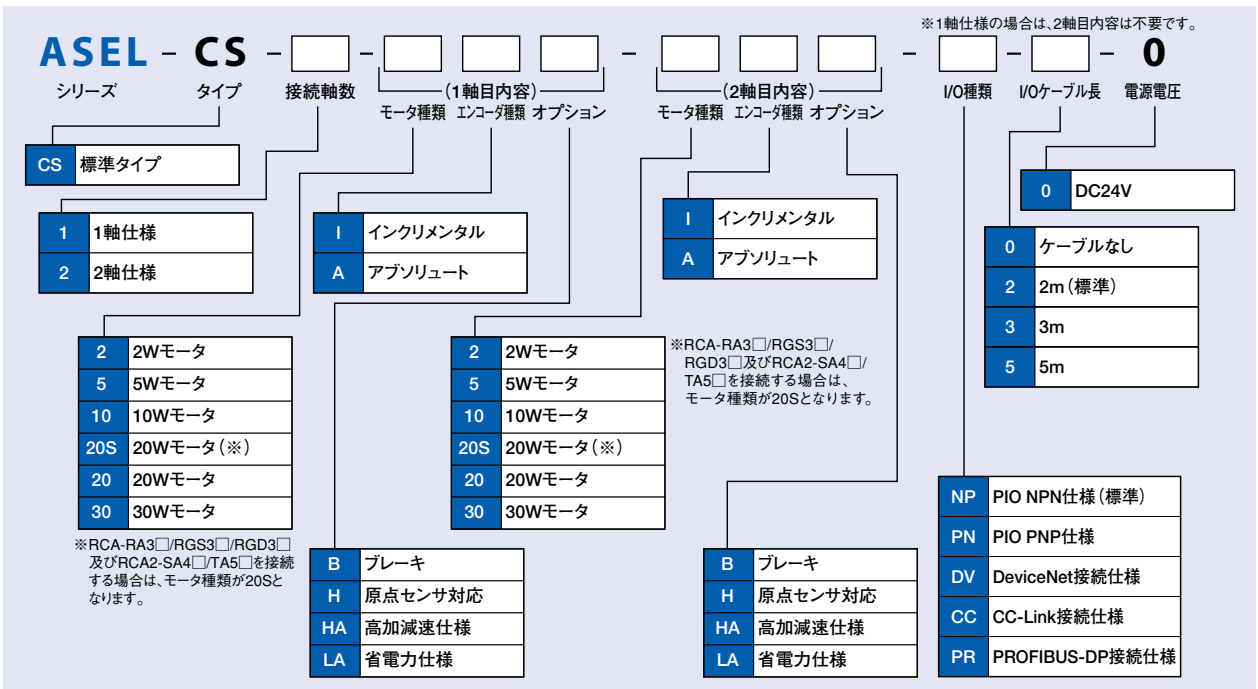 ※1軸仕様の場合は、2軸目内容は不要です。
ASEL − CS − □ − □ □ □ − □ □ □ − □ − □ − 0
シリーズ タイプ 接続軸数 (1軸目内容) (2軸目内容) I/O種類 I/Oケーブル長 電源電圧
モータ種類 エンコーダ種類 オプション モータ種類 エンコーダ種類 オプション
CS 標準タイプ
1 1軸仕様
2 2軸仕様
I インクリメンタル
A アブソリュート
I インクリメンタル
A アブソリュート
0 DC24V
0 ケーブルなし
2 2m(標準)
3 3m
5 5m
2 2Wモータ
5 5Wモータ
10 10Wモータ
20S 20Wモータ(※)
20 20Wモータ
30 30Wモータ
※RCA-RA3□/RGS3□/RGD3□
及びRCA2-SA4□/TA5□を接続
する場合は、モータ種類が20Sと
なります。
2 2Wモータ
5 5Wモータ
10 10Wモータ
20S 20Wモータ(※)
20 20Wモータ
30 30Wモータ
※RCA-RA3□/RGS3□/
RGD3□及びRCA2-SA4□/
TA5□を接続する場合は、
モータ種類が20Sとなります。
B ブレーキ
H 原点センサ対応
HA 高加減速仕様
LA 省電力仕様
B ブレーキ
H 原点センサ対応
HA 高加減速仕様
LA 省電力仕様
NP PIO NPN仕様(標準)
PN PIO PNP仕様
DV DeviceNet接続仕様
CC CC-Link接続仕様
PR PROFIBUS-DP接続仕様